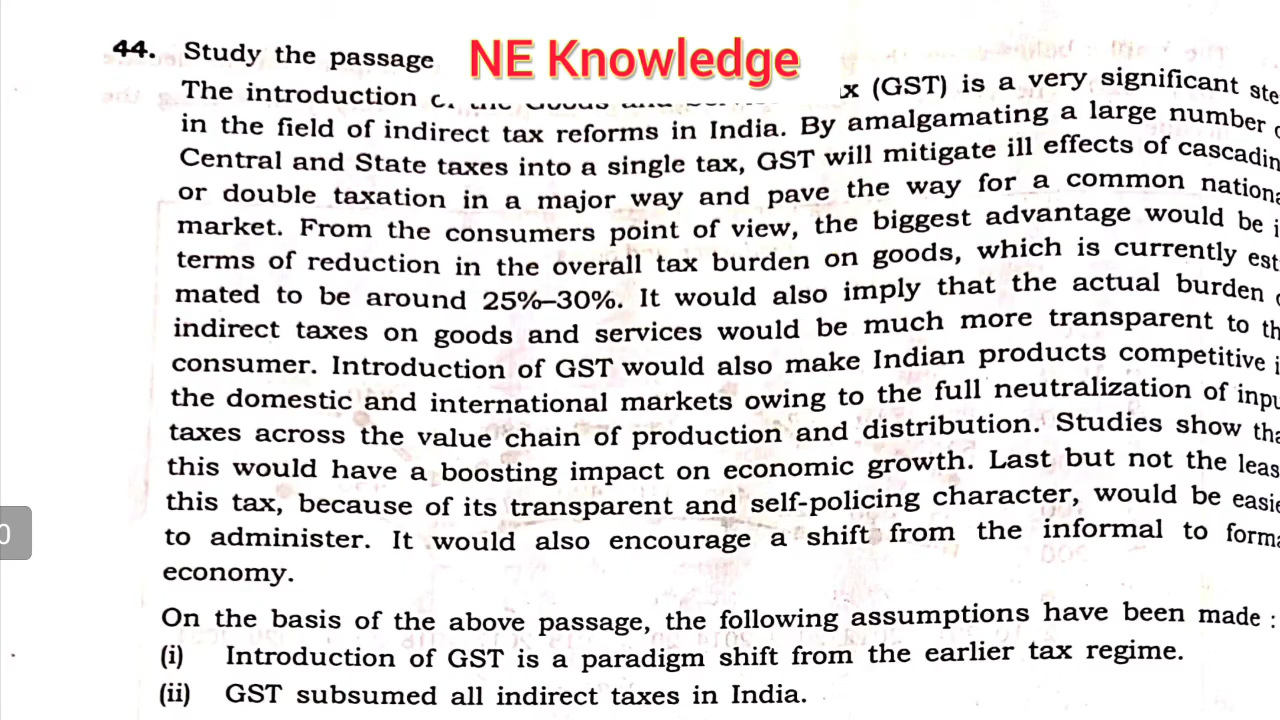 44. Study the passage
NE Knowledge
The introduction (GST) is a very significant
in the field of indirect tax reforms in India. By amalgamating a large number
Central and State taxes into a single tax, GST will mitigate ill effects of
or double taxation in a major way and pave the way for a common
market. From the consumers point of view, the biggest advantage would be
terms of reduction in the overall tax burden on goods, which is currently
mated to be around 25%–30%. It would also imply that the actual burden
indirect taxes on goods and services would be much more transparent to
consumer. Introduction of GST would also make Indian products competitive
the domestic and international markets owing to the full neutralization of
taxes across the value chain of production and distribution. Studies show
this would have a boosting impact on economic growth. Last but not the
this tax, because of its transparent and self-policing character, would be
to administer. It would also encourage a shift from the informal to
economy.
On the basis of the above passage, the following assumptions have been made :
(i) Introduction of GST is a paradigm shift from the earlier tax regime.
(ii) GST subsumed all indirect taxes in India.